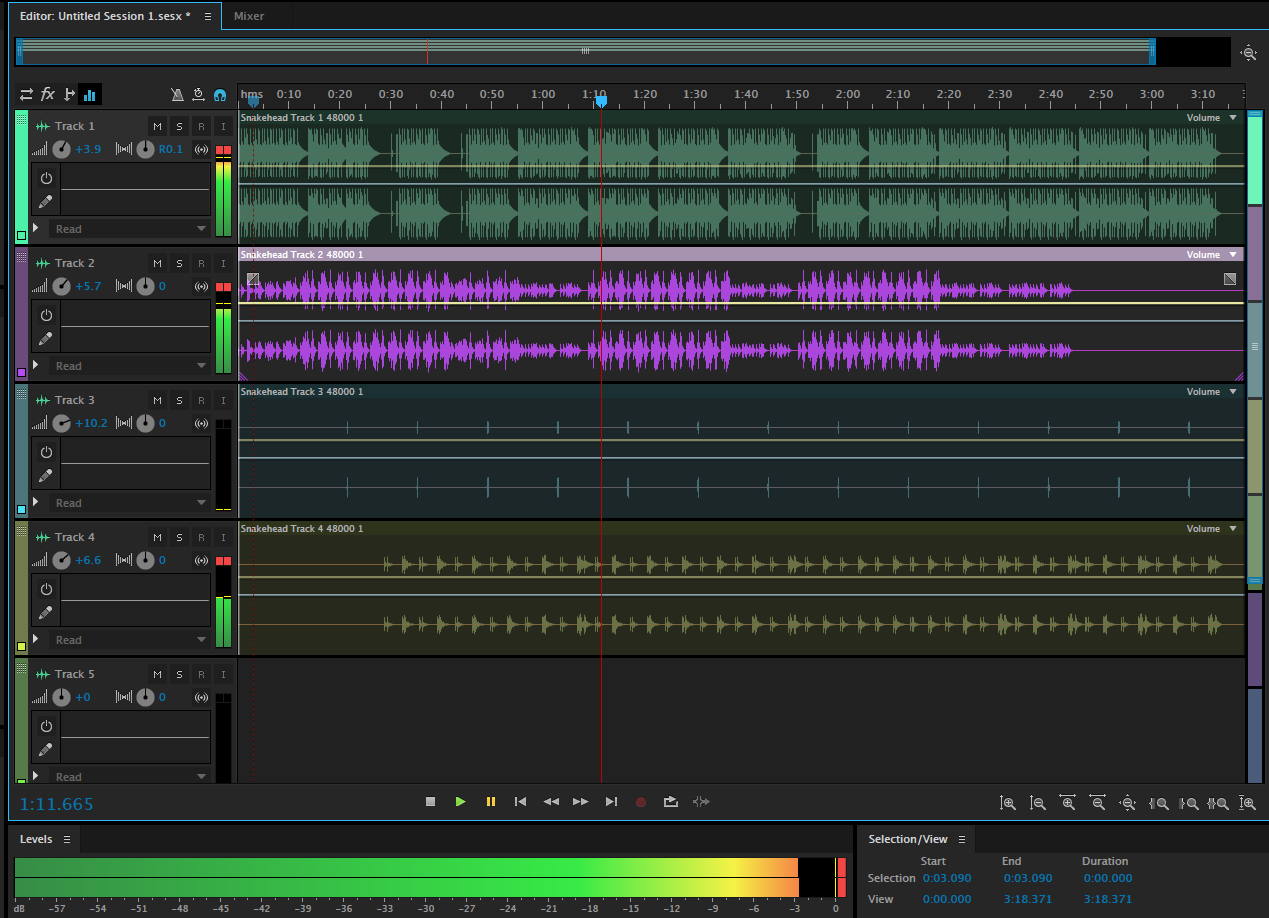 Editor: Untitled Session 1.sesx * ≡ Mixer
fx hms 0:10 0:20 0:30 0:40 0:50 1:00 1:10 1:20 1:30 1:40 1:50 2:00 2:10 2:20 2:30 2:40 2:50 3:00 3:10
Track 1 M S R I Snakehead Track 1 48000 1 Volume
+3.9 R0.1
Read
Track 2 M S R I Snakehead Track 2 48000 1 Volume
+5.7 0
Read
Track 3 M S R I Snakehead Track 3 48000 1 Volume
+10.2 0
Read
Track 4 M S R I Snakehead Track 4 48000 1 Volume
+6.6 0
Read
Track 5 M S R I
+0 0
Read
1:11.665
Levels ≡ Selection/View ≡
Start End Duration
Selection 0:03.090 0:03.090 0:00.000
View 0:00.000 3:18.371 3:18.371
dB -57 -54 -51 -48 -45 -42 -39 -36 -33 -30 -27 -24 -21 -18 -15 -12 -9 -6 -3 0